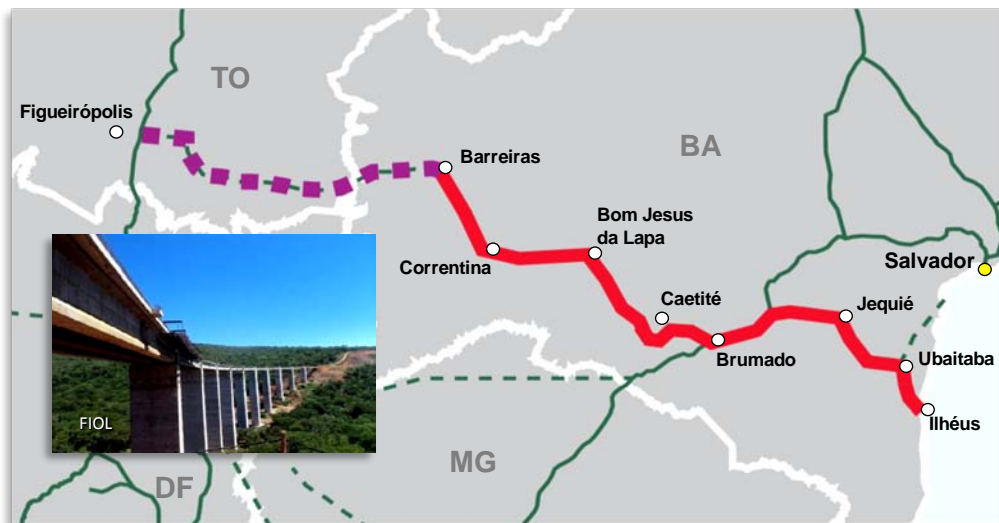 TO
Figueirópolis
BA
Barreiras
Bom Jesus
da Lapa
Correntina
Salvador
Caetité
Jequié
Brumado
Ubaitaba
Ilhéus
FIOL
MG
DF